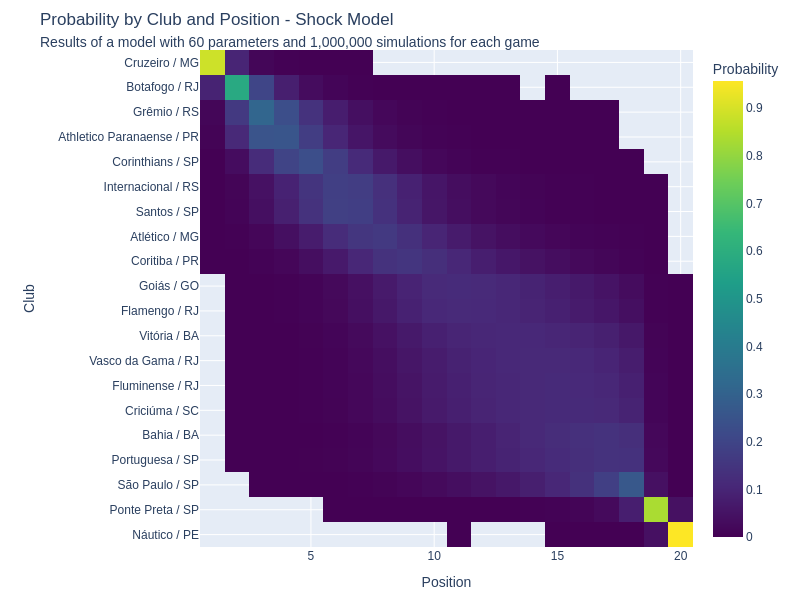 Probability by Club and Position - Shock Model
Results of a model with 60 parameters and 1,000,000 simulations for each game
Probability
Club
Cruzeiro / MG
Botafogo / RJ
Grêmio / RS
Athletico Paranaense / PR
Corinthians / SP
Internacional / RS
Santos / SP
Atlético / MG
Coritiba / PR
Goiás / GO
Flamengo / RJ
Vitória / BA
Vasco da Gama / RJ
Fluminense / RJ
Criciúma / SC
Bahia / BA
Portuguesa / SP
São Paulo / SP
Ponte Preta / SP
Náutico / PE
0.9
0.8
0.7
0.6
0.5
0.4
0.3
0.2
0.1
0
5
10
15
20
Position